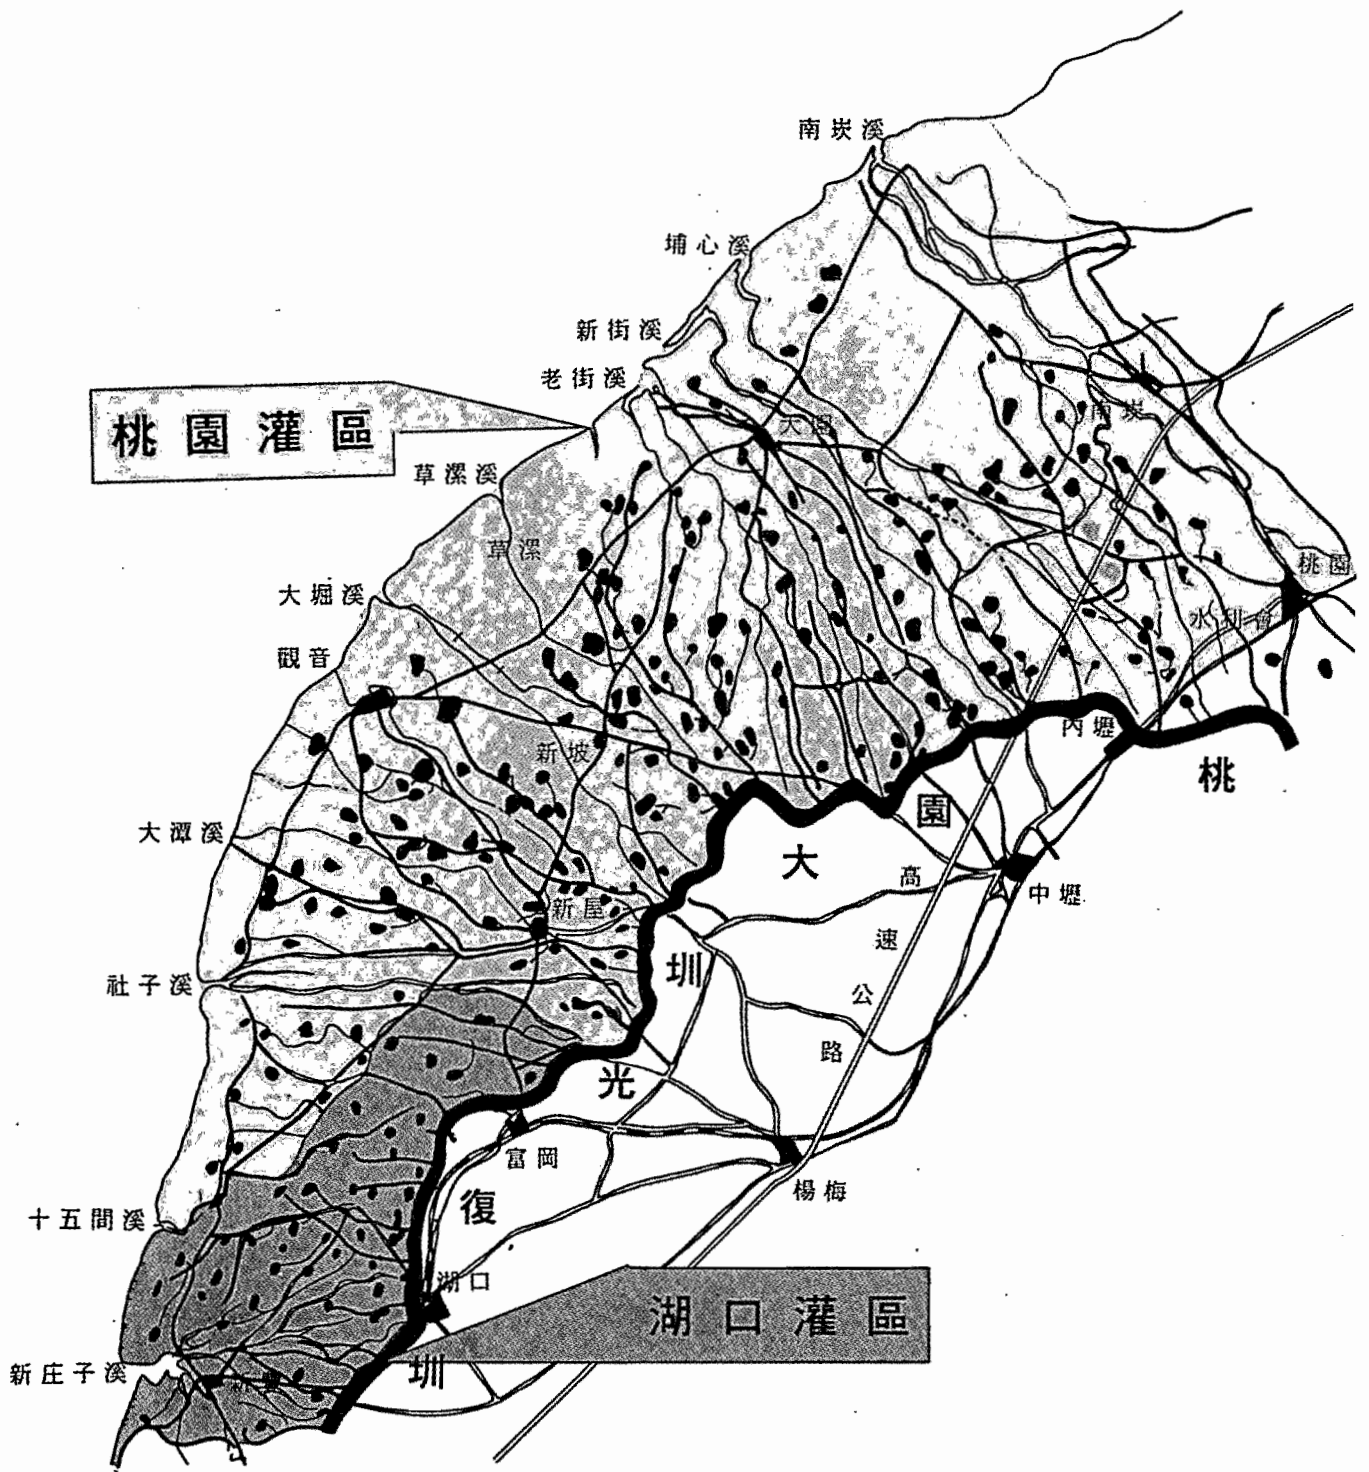 南崁溪
埔心溪
新街溪
老街溪
桃園灌區
大園
南崁
草漯溪
草漯
桃園
大堀溪
水利會
觀音
內壢
新坡
桃園大圳
大潭溪
中壢
高速公路
新屋
社子溪
光復圳
富岡
楊梅
十五間溪
湖口
湖口灌區
新庄子溪
新豐